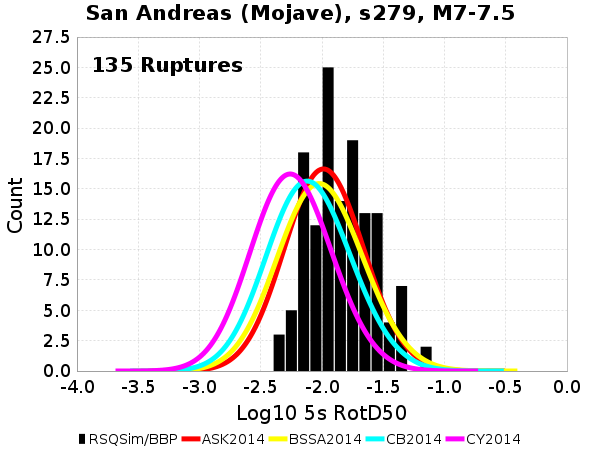 San Andreas (Mojave), s279, M7-7.5
27.5
25.0
22.5
20.0
17.5
15.0
12.5
10.0
7.5
5.0
2.5
0.0
Count
135 Ruptures
-4.0 -3.5 -3.0 -2.5 -2.0 -1.5 -1.0 -0.5 0.0
Log10 5s RotD50
RSQSim/BBP ASK2014 BSSA2014 CB2014 CY2014